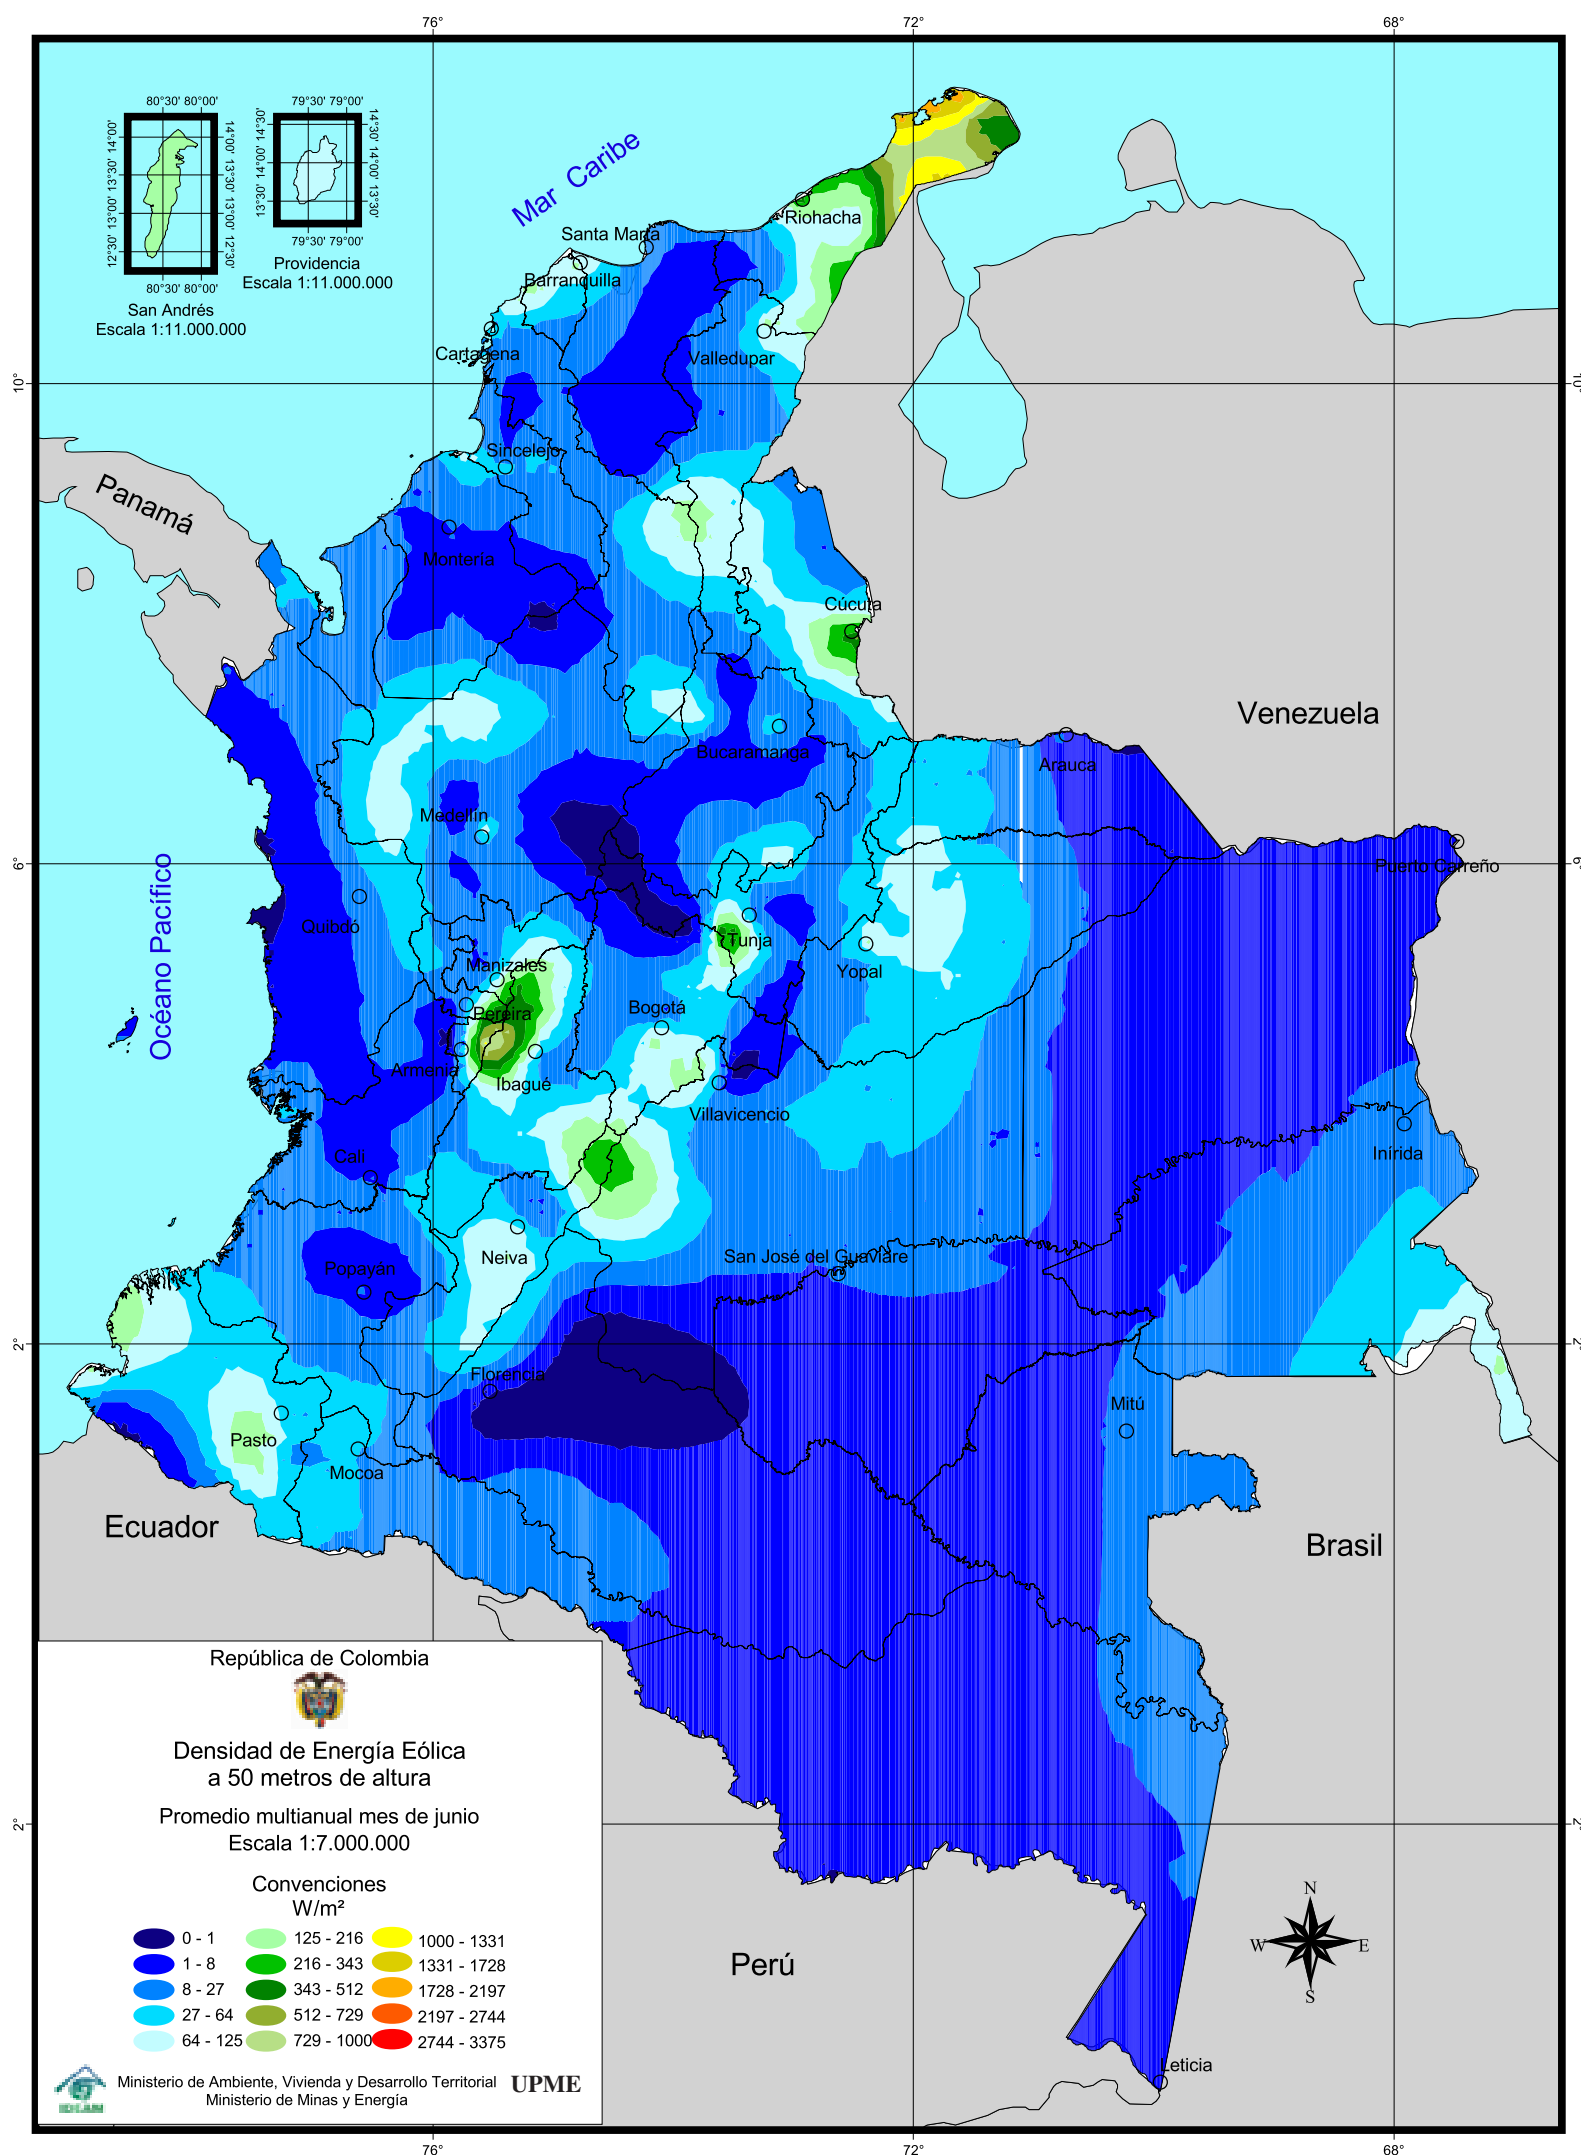 76°
72°
68°
80°30' 80°00'
14°00' 13°30' 13°00' 12°30'
14°00' 13°30' 13°00' 12°30'
80°30' 80°00'
San Andrés
Escala 1:11.000.000
79°30' 79°00'
14°30' 14°00' 13°30'
14°30' 14°00' 13°30'
79°30' 79°00'
Providencia
Escala 1:11.000.000
Mar Caribe
Riohacha
Santa Marta
Barranquilla
Cartagena
Valledupar
10°
10°
Sincelejo
Panamá
Montería
Cúcuta
Venezuela
Bucaramanga
Arauca
Medellín
6°
6°
Puerto Carreño
Océano Pacífico
Quibdó
Tunja
Yopal
Manizales
Pereira
Bogotá
Armenia
Ibagué
Villavicencio
Cali
Inírida
Neiva
San José del Guaviare
Popayán
2°
2°
Florencia
Mitú
Pasto
Mocoa
Ecuador
Brasil
República de Colombia
Densidad de Energía Eólica
a 50 metros de altura
Promedio multianual mes de junio
Escala 1:7.000.000
2°
2°
Convenciones
W/m²
0 - 1
1 - 8
8 - 27
27 - 64
64 - 125
125 - 216
216 - 343
343 - 512
512 - 729
729 - 1000
1000 - 1331
1331 - 1728
1728 - 2197
2197 - 2744
2744 - 3375
Perú
N
W
E
S
Leticia
IDEAM
Ministerio de Ambiente, Vivienda y Desarrollo Territorial
Ministerio de Minas y Energía
UPME
76°
72°
68°